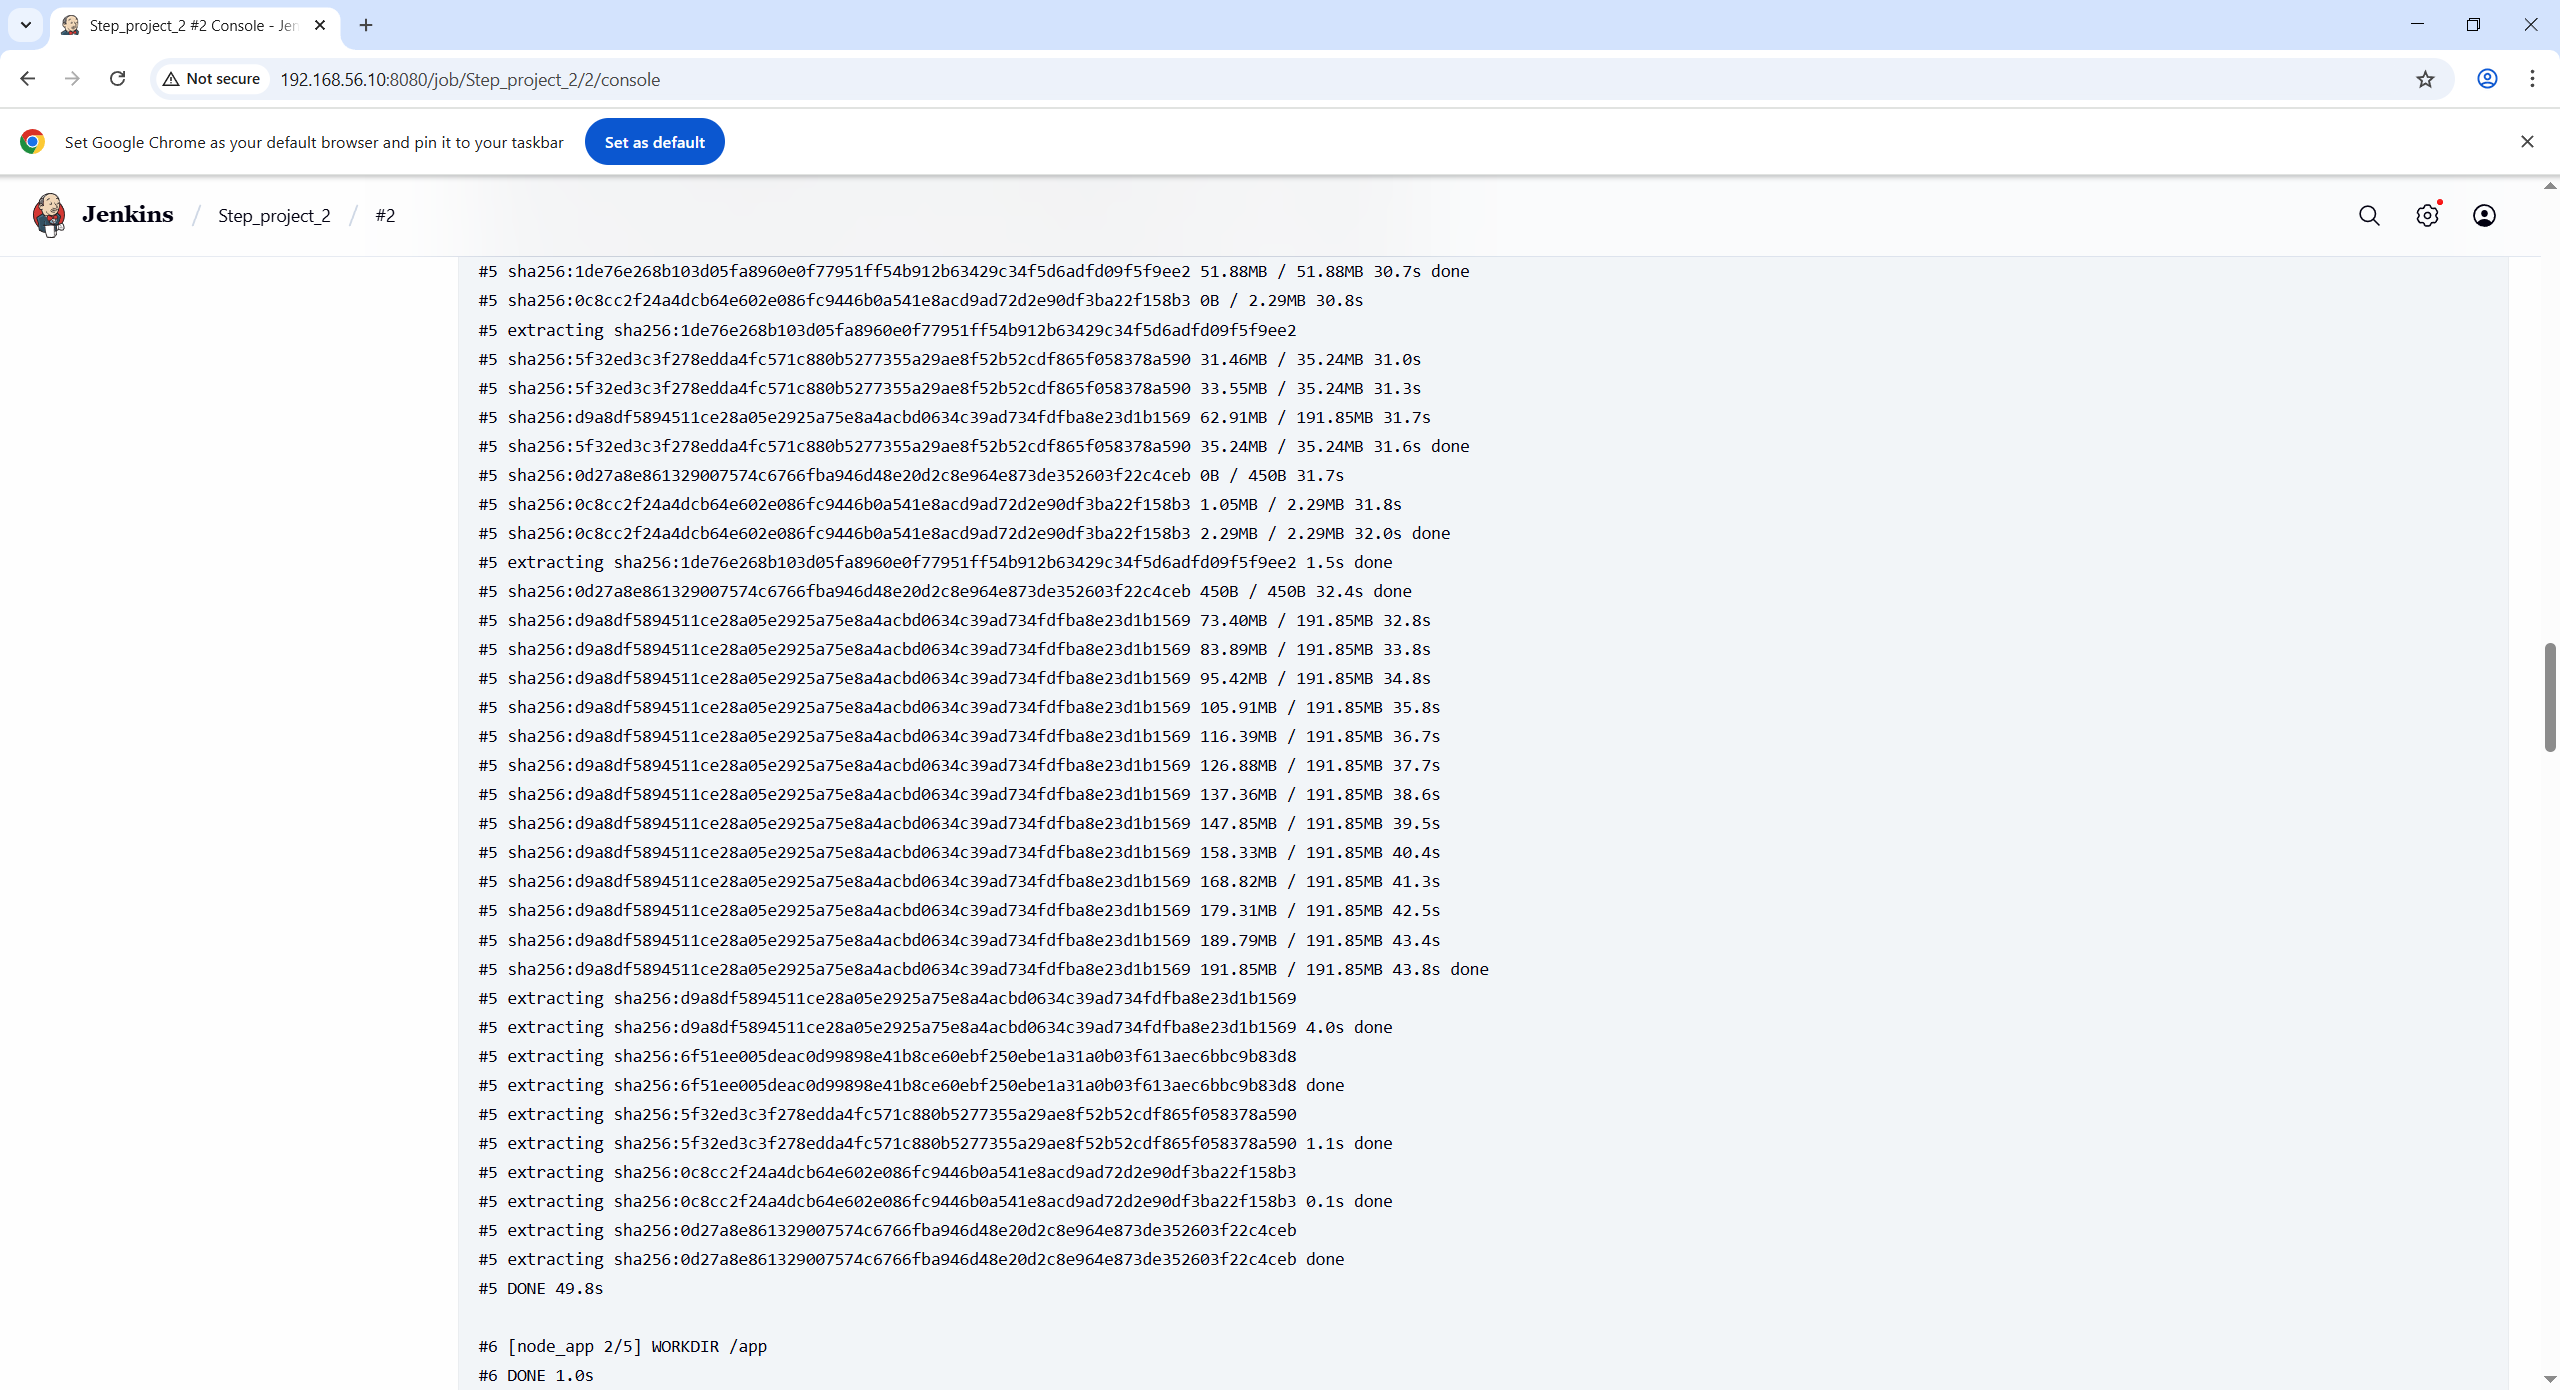 Step_project_2 #2 Console - Jen
Not secure
192.168.56.10:8080/job/Step_project_2/2/console
Set Google Chrome as your default browser and pin it to your taskbar
Set as default
Jenkins / Step_project_2 / #2
#5 sha256:1de76e268b103d05fa8960e0f77951ff54b912b63429c34f5d6adfd09f5f9ee2 51.88MB / 51.88MB 30.7s done
#5 sha256:0c8cc2f24a4dcb64e602e086fc9446b0a541e8acd9ad72d2e90df3ba22f158b3 0B / 2.29MB 30.8s
#5 extracting sha256:1de76e268b103d05fa8960e0f77951ff54b912b63429c34f5d6adfd09f5f9ee2
#5 sha256:5f32ed3c3f278edda4fc571c880b5277355a29ae8f52b52cdf865f058378a590 31.46MB / 35.24MB 31.0s
#5 sha256:5f32ed3c3f278edda4fc571c880b5277355a29ae8f52b52cdf865f058378a590 33.55MB / 35.24MB 31.3s
#5 sha256:d9a8df5894511ce28a05e2925a75e8a4acbd0634c39ad734fdfba8e23d1b1569 62.91MB / 191.85MB 31.7s
#5 sha256:5f32ed3c3f278edda4fc571c880b5277355a29ae8f52b52cdf865f058378a590 35.24MB / 35.24MB 31.6s done
#5 sha256:0d27a8e861329007574c6766fba946d48e20d2c8e964e873de352603f22c4ceb 0B / 450B 31.7s
#5 sha256:0c8cc2f24a4dcb64e602e086fc9446b0a541e8acd9ad72d2e90df3ba22f158b3 1.05MB / 2.29MB 31.8s
#5 sha256:0c8cc2f24a4dcb64e602e086fc9446b0a541e8acd9ad72d2e90df3ba22f158b3 2.29MB / 2.29MB 32.0s done
#5 extracting sha256:1de76e268b103d05fa8960e0f77951ff54b912b63429c34f5d6adfd09f5f9ee2 1.5s done
#5 sha256:0d27a8e861329007574c6766fba946d48e20d2c8e964e873de352603f22c4ceb 450B / 450B 32.4s done
#5 sha256:d9a8df5894511ce28a05e2925a75e8a4acbd0634c39ad734fdfba8e23d1b1569 73.40MB / 191.85MB 32.8s
#5 sha256:d9a8df5894511ce28a05e2925a75e8a4acbd0634c39ad734fdfba8e23d1b1569 83.89MB / 191.85MB 33.8s
#5 sha256:d9a8df5894511ce28a05e2925a75e8a4acbd0634c39ad734fdfba8e23d1b1569 95.42MB / 191.85MB 34.8s
#5 sha256:d9a8df5894511ce28a05e2925a75e8a4acbd0634c39ad734fdfba8e23d1b1569 105.91MB / 191.85MB 35.8s
#5 sha256:d9a8df5894511ce28a05e2925a75e8a4acbd0634c39ad734fdfba8e23d1b1569 116.39MB / 191.85MB 36.7s
#5 sha256:d9a8df5894511ce28a05e2925a75e8a4acbd0634c39ad734fdfba8e23d1b1569 126.88MB / 191.85MB 37.7s
#5 sha256:d9a8df5894511ce28a05e2925a75e8a4acbd0634c39ad734fdfba8e23d1b1569 137.36MB / 191.85MB 38.6s
#5 sha256:d9a8df5894511ce28a05e2925a75e8a4acbd0634c39ad734fdfba8e23d1b1569 147.85MB / 191.85MB 39.5s
#5 sha256:d9a8df5894511ce28a05e2925a75e8a4acbd0634c39ad734fdfba8e23d1b1569 158.33MB / 191.85MB 40.4s
#5 sha256:d9a8df5894511ce28a05e2925a75e8a4acbd0634c39ad734fdfba8e23d1b1569 168.82MB / 191.85MB 41.3s
#5 sha256:d9a8df5894511ce28a05e2925a75e8a4acbd0634c39ad734fdfba8e23d1b1569 179.31MB / 191.85MB 42.5s
#5 sha256:d9a8df5894511ce28a05e2925a75e8a4acbd0634c39ad734fdfba8e23d1b1569 189.79MB / 191.85MB 43.4s
#5 sha256:d9a8df5894511ce28a05e2925a75e8a4acbd0634c39ad734fdfba8e23d1b1569 191.85MB / 191.85MB 43.8s done
#5 extracting sha256:d9a8df5894511ce28a05e2925a75e8a4acbd0634c39ad734fdfba8e23d1b1569
#5 extracting sha256:d9a8df5894511ce28a05e2925a75e8a4acbd0634c39ad734fdfba8e23d1b1569 4.0s done
#5 extracting sha256:6f51ee005deac0d99898e41b8ce60ebf250ebe1a31a0b03f613aec6bbc9b83d8
#5 extracting sha256:6f51ee005deac0d99898e41b8ce60ebf250ebe1a31a0b03f613aec6bbc9b83d8 done
#5 extracting sha256:5f32ed3c3f278edda4fc571c880b5277355a29ae8f52b52cdf865f058378a590
#5 extracting sha256:5f32ed3c3f278edda4fc571c880b5277355a29ae8f52b52cdf865f058378a590 1.1s done
#5 extracting sha256:0c8cc2f24a4dcb64e602e086fc9446b0a541e8acd9ad72d2e90df3ba22f158b3
#5 extracting sha256:0c8cc2f24a4dcb64e602e086fc9446b0a541e8acd9ad72d2e90df3ba22f158b3 0.1s done
#5 extracting sha256:0d27a8e861329007574c6766fba946d48e20d2c8e964e873de352603f22c4ceb
#5 extracting sha256:0d27a8e861329007574c6766fba946d48e20d2c8e964e873de352603f22c4ceb done
#5 DONE 49.8s
#6 [node_app 2/5] WORKDIR /app
#6 DONE 1.0s